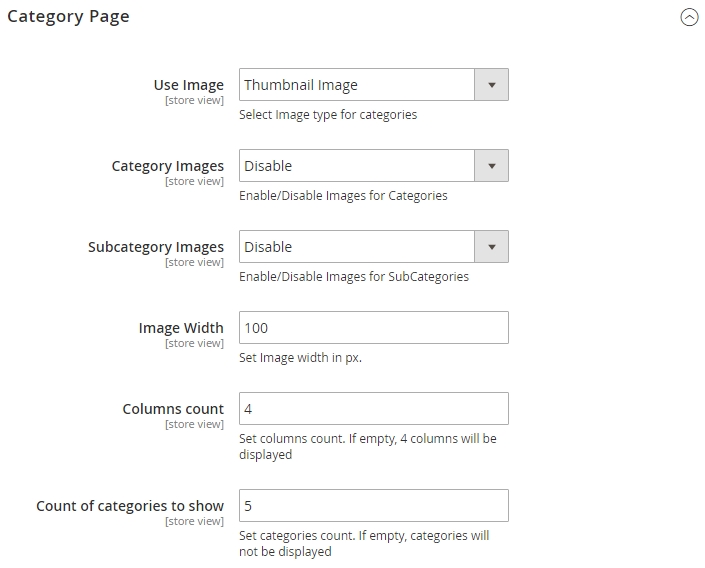 Category Page
Use Image
[store view]
Thumbnail Image
Select Image type for categories
Category Images
[store view]
Disable
Enable/Disable Images for Categories
Subcategory Images
[store view]
Disable
Enable/Disable Images for SubCategories
Image Width
[store view]
100
Set Image width in px.
Columns count
[store view]
4
Set columns count. If empty, 4 columns will be
displayed
Count of categories to show
[store view]
5
Set categories count. If empty, categories will
not be displayed